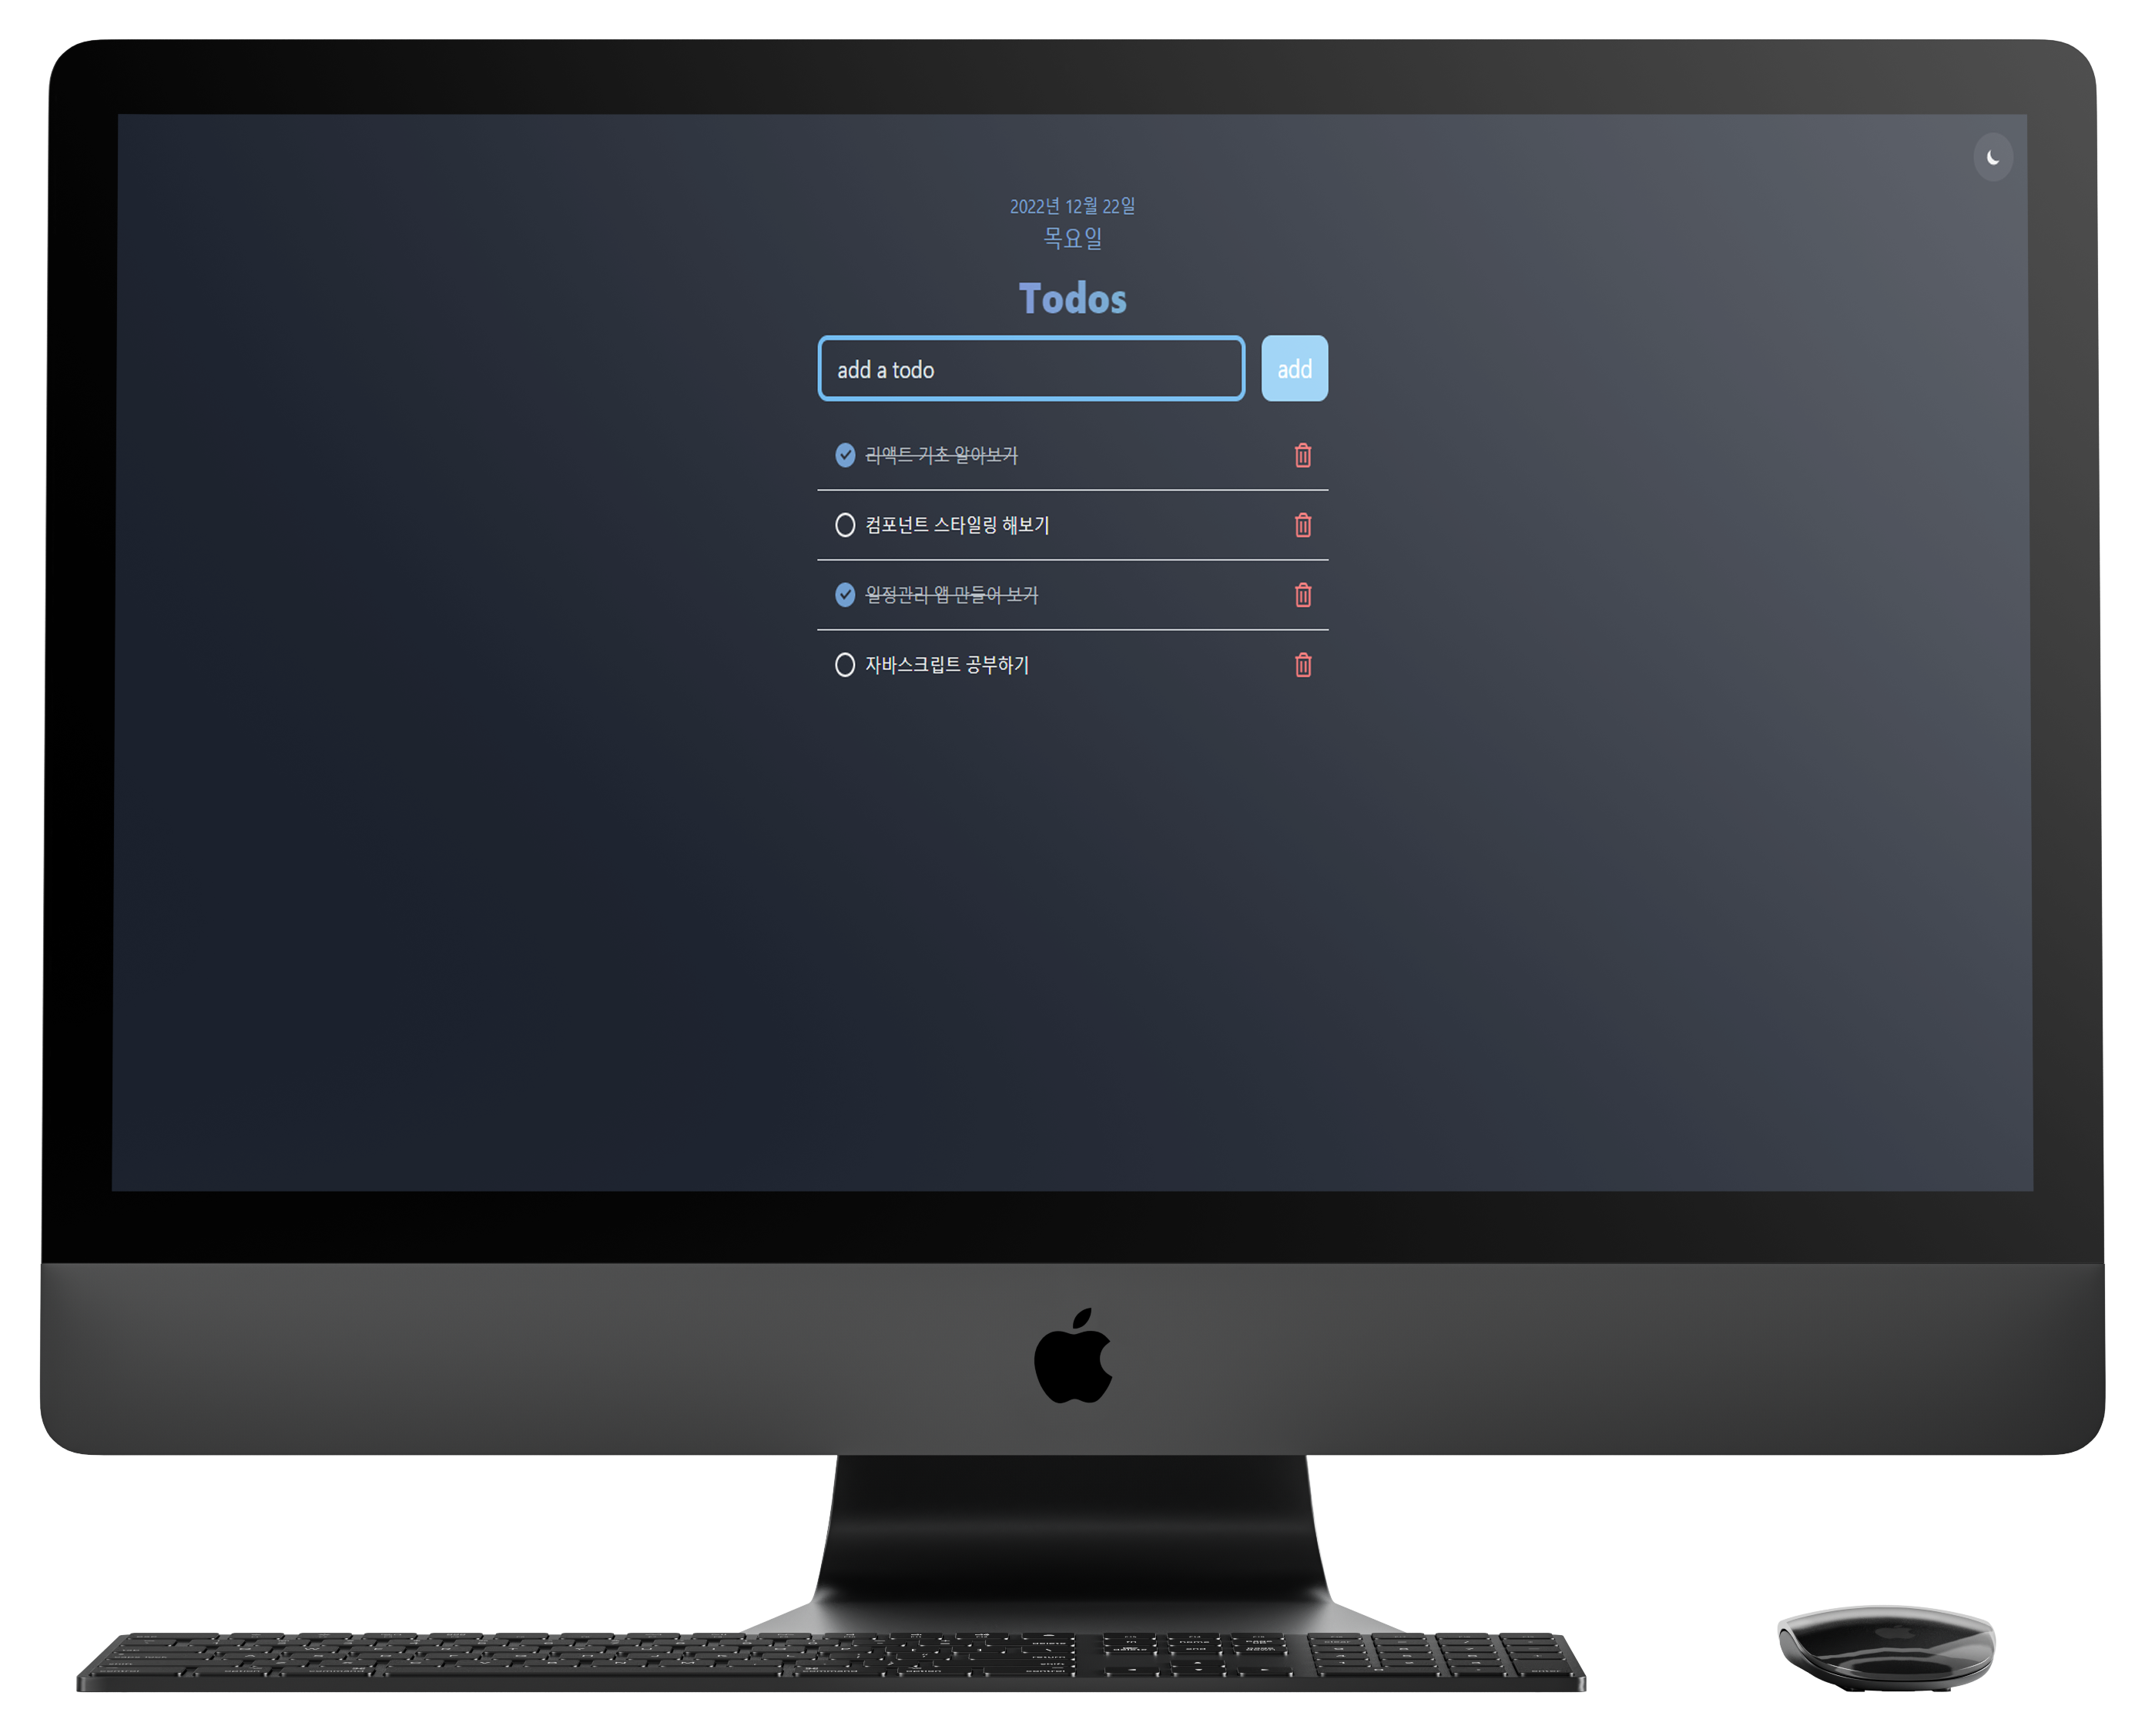 2022년 12월 22일
목요일
Todos
add a todo
add
리액트 기초 알아보기
컴포넌트 스타일링 해보기
일정관리 앱 만들어 보기
자바스크립트 공부하기